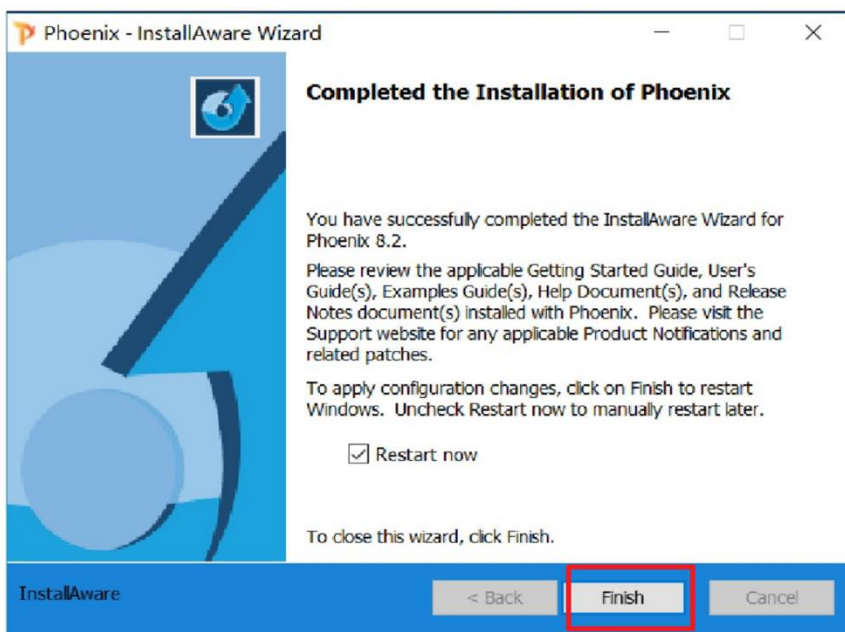 Phoenix - InstallAware Wizard
Completed the Installation of Phoenix
You have successfully completed the InstallAware Wizard for
Phoenix 8.2.
Please review the applicable Getting Started Guide, User's
Guide(s), Examples Guide(s), Help Document(s), and Release
Notes document(s) installed with Phoenix. Please visit the
Support website for any applicable Product Notifications and
related patches.
To apply configuration changes, click on Finish to restart
Windows. Uncheck Restart now to manually restart later.
Restart now
To close this wizard, click Finish.
InstallAware
< Back
Finish
Cancel